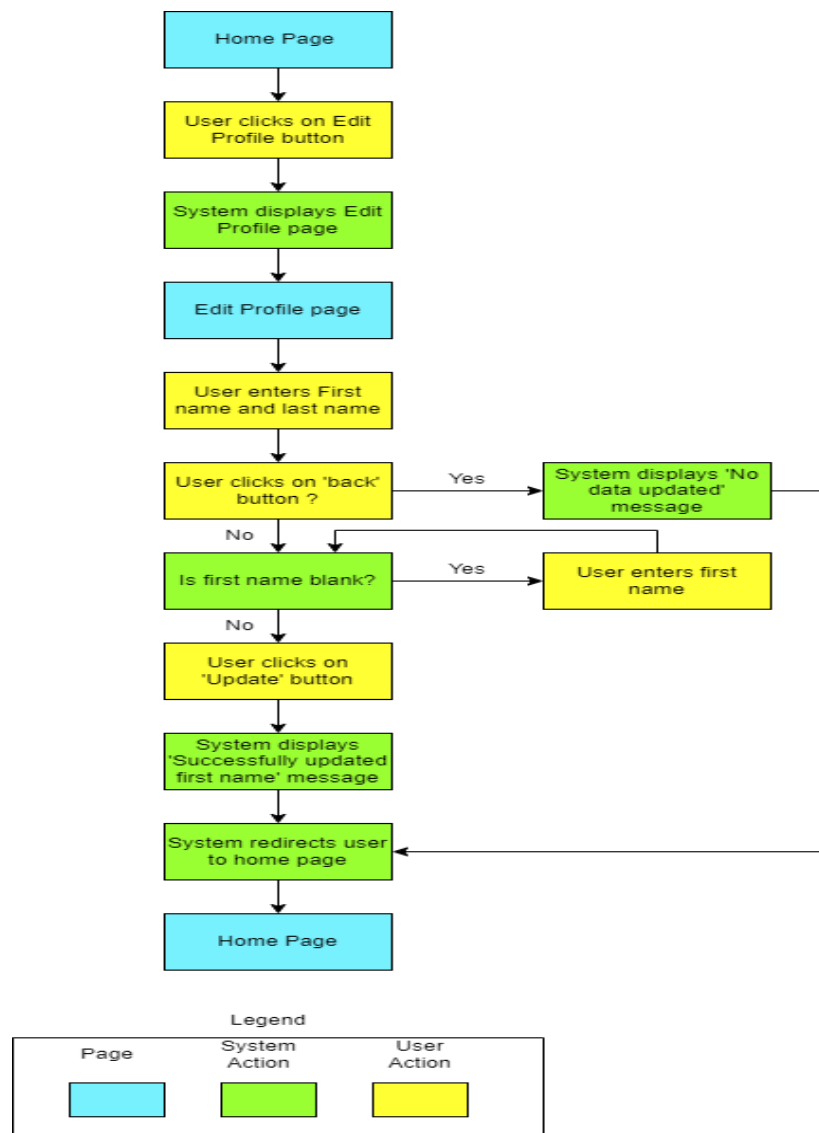 Home Page
User clicks on Edit
Profile button
System displays Edit
Profile page
Edit Profile page
User enters First
name and last name
User clicks on 'back'
button ?
Yes
System displays 'No
data updated'
message
No
Is first name blank?
Yes
User enters first
name
No
User clicks on
'Update' button
System displays
'Successfully updated
first name' message
System redirects user
to home page
Home Page
Legend
Page
System
Action
User
Action